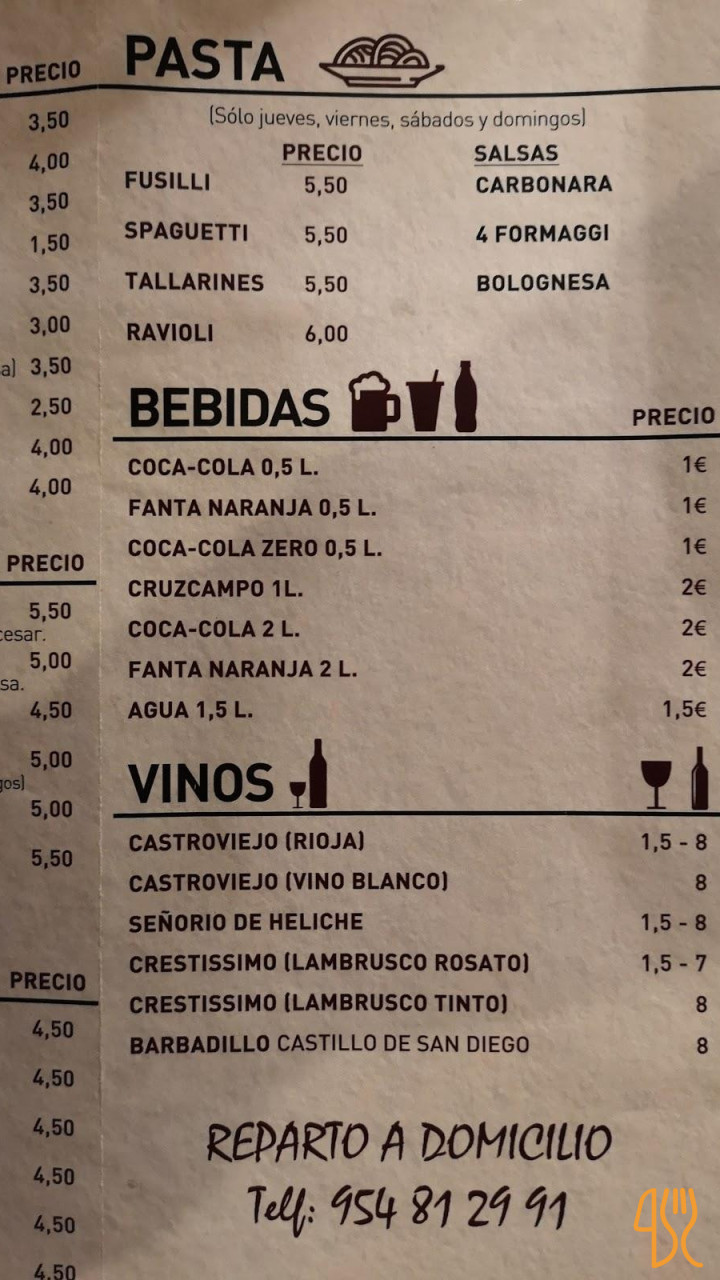 PRECIO
3,50
4,00
3,50
1,50
3,50
3,00
a) 3,50
2,50
4,00
4,00
PRECIO
5,50
cesar.
5,00
sa.
4,50
5,00
gos)
5,00
5,50
PRECIO
4,50
4,50
4,50
4,50
4,50
4,50
PASTA
(Sólo jueves, viernes, sábados y domingos)
PRECIO SALSAS
FUSILLI 5,50 CARBONARA
SPAGUETTI 5,50 4 FORMAGGI
TALLARINES 5,50 BOLOGNESA
RAVIOLI 6,00
BEBIDAS PRECIO
COCA-COLA 0,5 L. 1€
FANTA NARANJA 0,5 L. 1€
COCA-COLA ZERO 0,5 L. 1€
CRUZCAMPO 1L. 2€
COCA-COLA 2 L. 2€
FANTA NARANJA 2 L. 2€
AGUA 1,5 L. 1,5€
VINOS
CASTROVIEJO (RIOJA) 1,5 - 8
CASTROVIEJO (VINO BLANCO) 8
SEÑORIO DE HELICHE 1,5 - 8
CRESTISSIMO (LAMBRUSCO ROSATO) 1,5 - 7
CRESTISSIMO (LAMBRUSCO TINTO) 8
BARBADILLO CASTILLO DE SAN DIEGO 8
REPARTO A DOMICILIO
Telf: 954 81 29 91